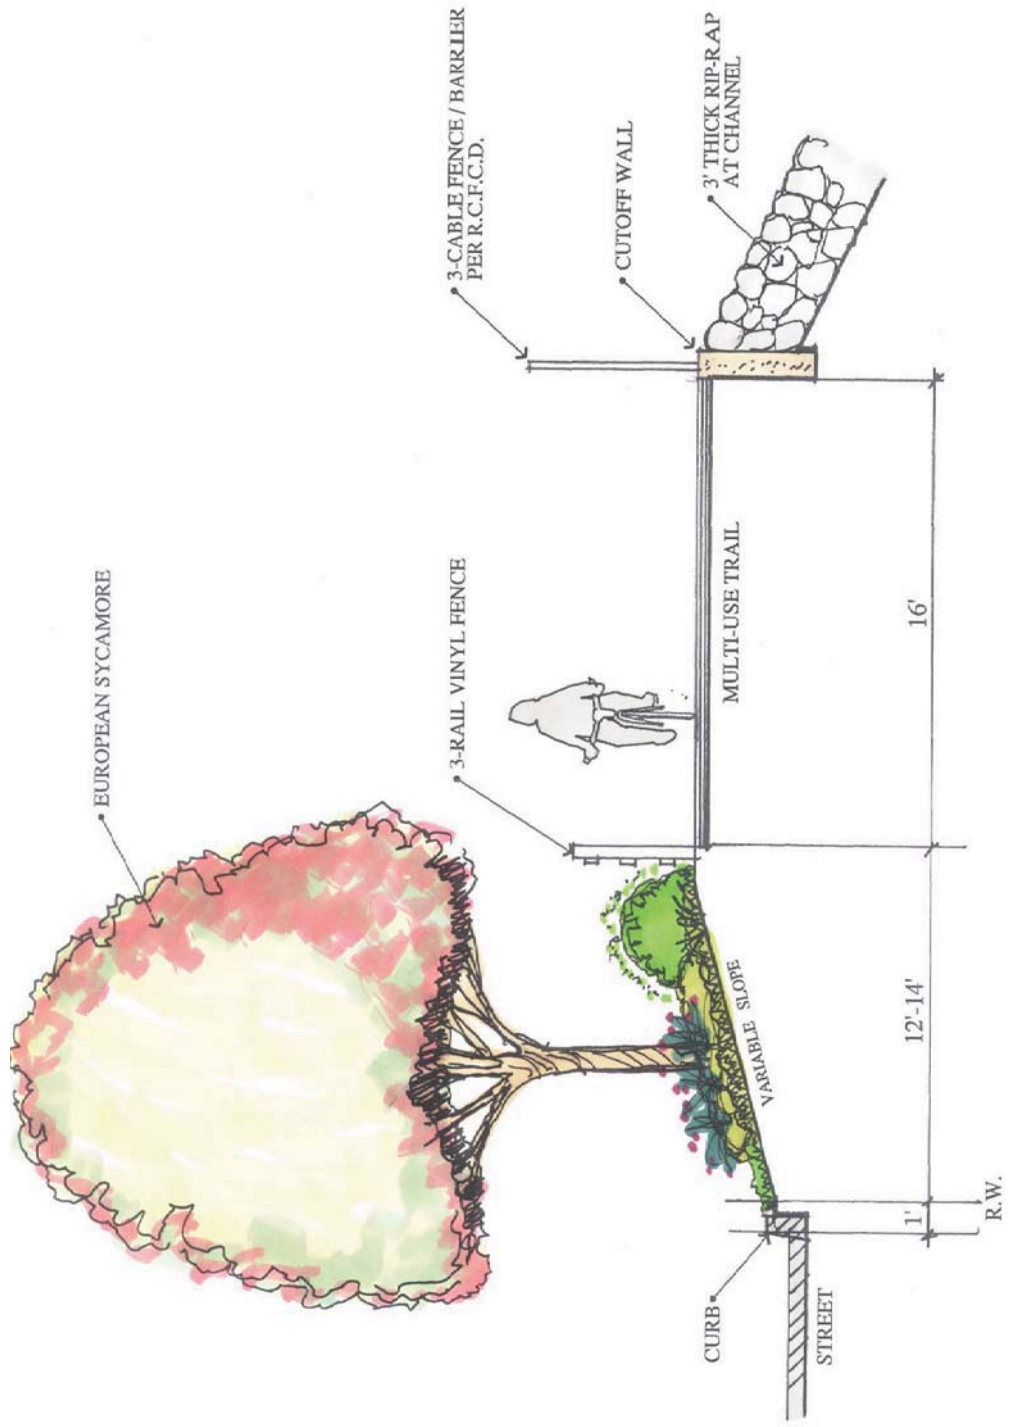 EUROPEAN SYCAMORE
3-CABLE FENCE / BARRIER
PER R.C.F.C.D.
3-RAIL VINYL FENCE
CUTOFF WALL
3' THICK RIP-RAP
AT CHANNEL
CURB
STREET
VARIABLE SLOPE
MULTI-USE TRAIL
1'
12'-14'
16'
R.W.